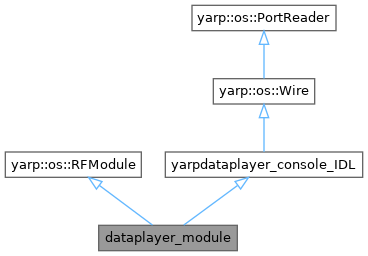 yarp::os::PortReader
yarp::os::Wire
yarp::os::RFModule
yarpdataplayer_console_IDL
dataplayer_module